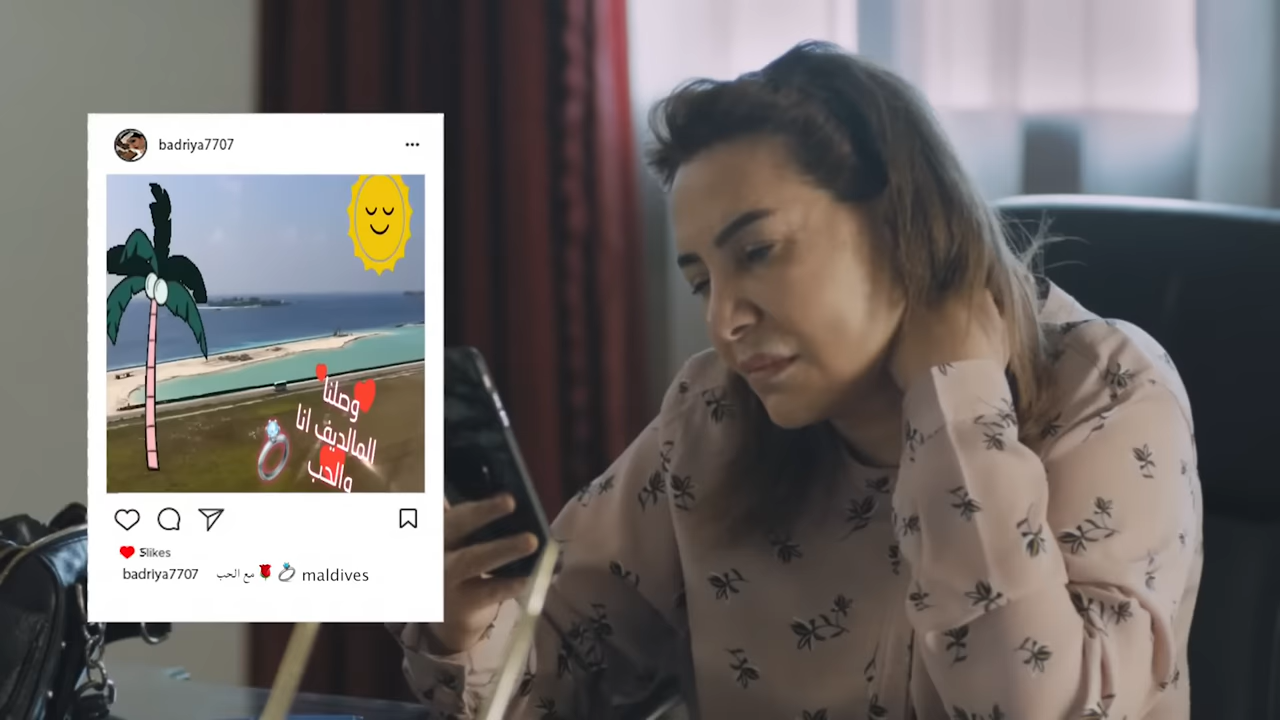 badriya7707
وصلنا
المالديف انا
والحب
5likes
badriya7707 مع الحب 🌹 💍 maldives